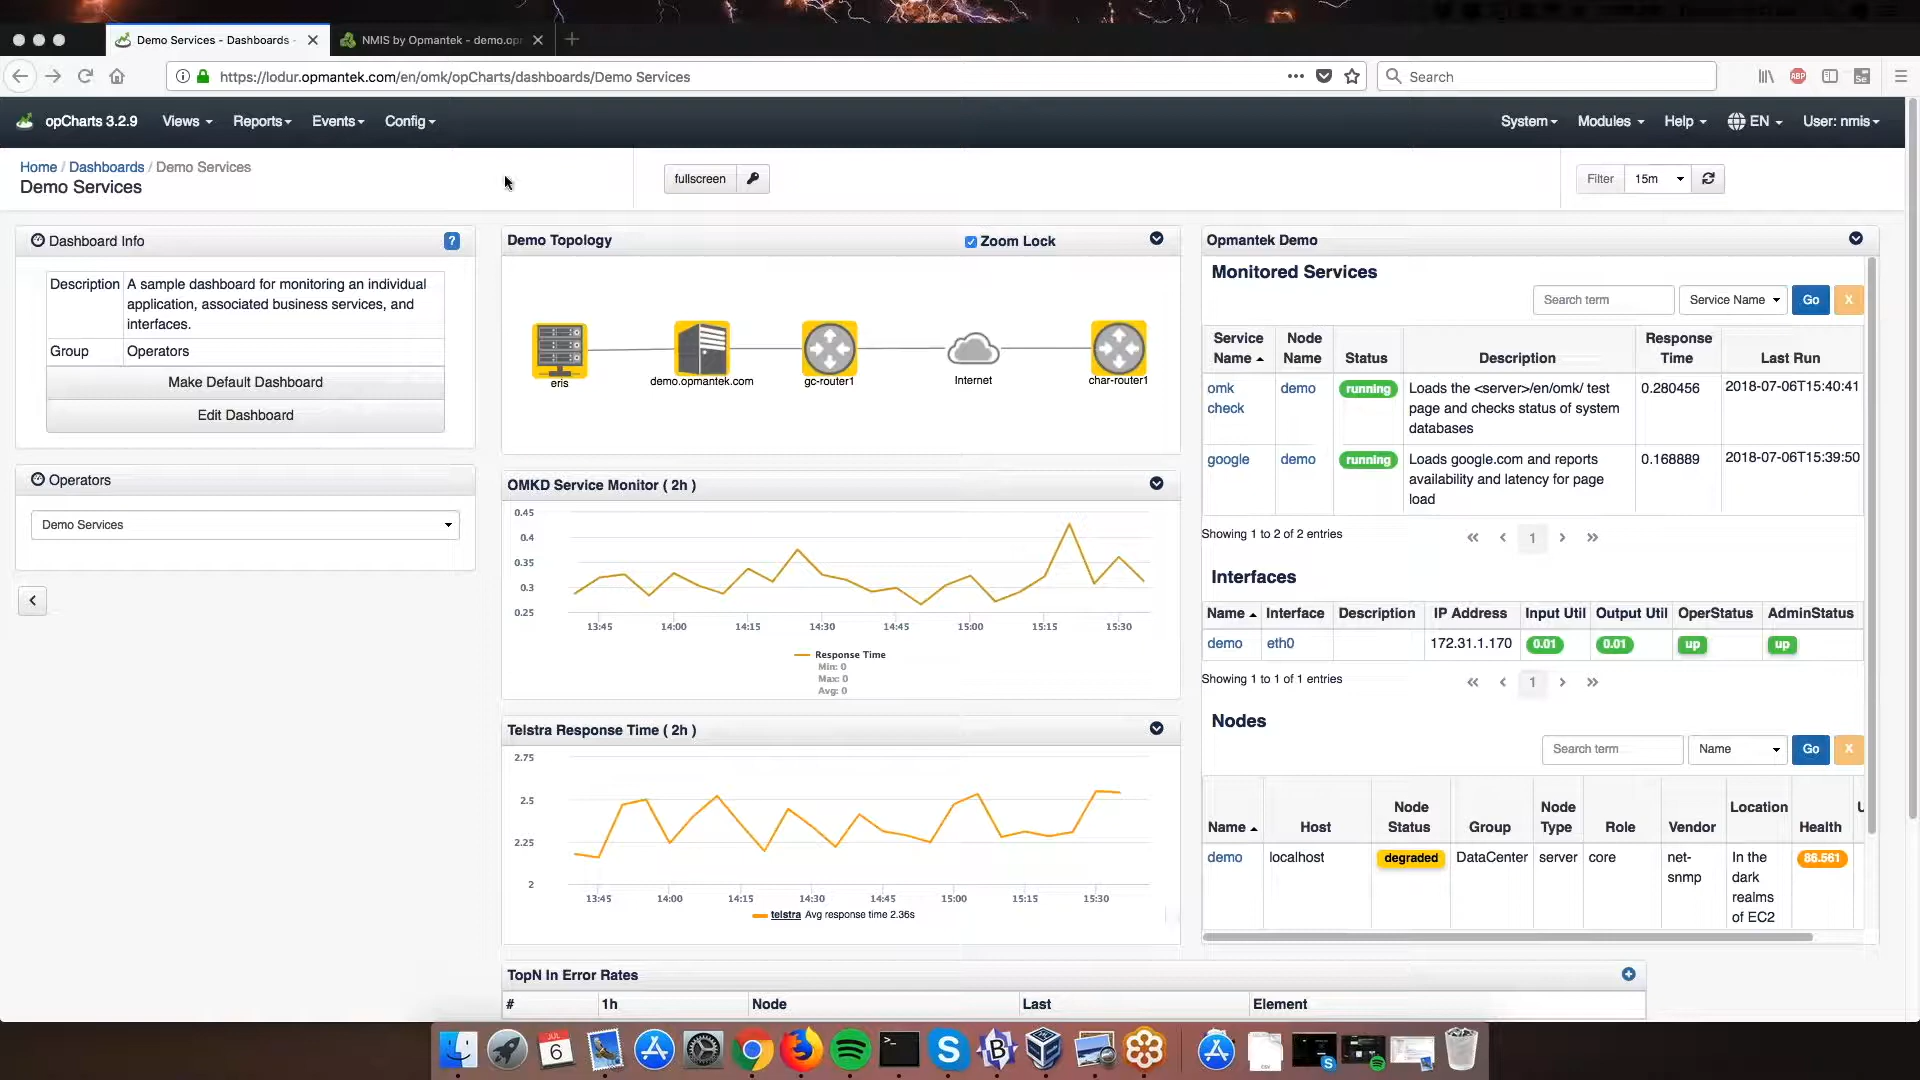 Demo Services - Dashboards -
NMIS by Opmantek - demo.opm
https://lodur.opmantek.com/en/omk/opCharts/dashboards/Demo Services
Search
ABP
opCharts 3.2.9
Views
Reports
Events
Config
System
Modules
Help
EN
User: nmis
Home / Dashboards / Demo Services
Demo Services
fullscreen
Filter
15m
Dashboard Info
?
Description
A sample dashboard for monitoring an individual
application, associated business services, and
interfaces.
Group
Operators
Make Default Dashboard
Edit Dashboard
Operators
Demo Services
Demo Topology
Zoom Lock
eris
demo.opmantek.com
gc-router1
Internet
char-router1
OMKD Service Monitor ( 2h )
0.45
0.4
0.35
0.3
0.25
13:45 14:00 14:15 14:30 14:45 15:00 15:15 15:30
Response Time
Min: 0
Max: 0
Avg: 0
Telstra Response Time ( 2h )
2.75
2.5
2.25
2
13:45 14:00 14:15 14:30 14:45 15:00 15:15 15:30
telstra Avg response time 2.36s
TopN In Error Rates
# 1h Node Last Element
Opmantek Demo
Monitored Services
Search term
Service Name
Go
X
Service Name
Node Name
Status
Description
Response Time
Last Run
omk check
demo
running
Loads the <server>/en/omk/ test
page and checks status of system
databases
0.280456
2018-07-06T15:40:41
google
demo
running
Loads google.com and reports
availability and latency for page
load
0.168889
2018-07-06T15:39:50
Showing 1 to 2 of 2 entries
« ‹ 1 › »
Interfaces
Name Interface Description IP Address Input Util Output Util OperStatus AdminStatus
demo eth0 172.31.1.170 0.01 0.01 up up
Showing 1 to 1 of 1 entries
« ‹ 1 › »
Nodes
Search term
Name
Go
X
Name
Host
Node Status
Group
Node Type
Role
Vendor
Location
Health
demo
localhost
degraded
DataCenter
server
core
net-
snmp
In the
dark
realms
of EC2
86.561
JUL
6